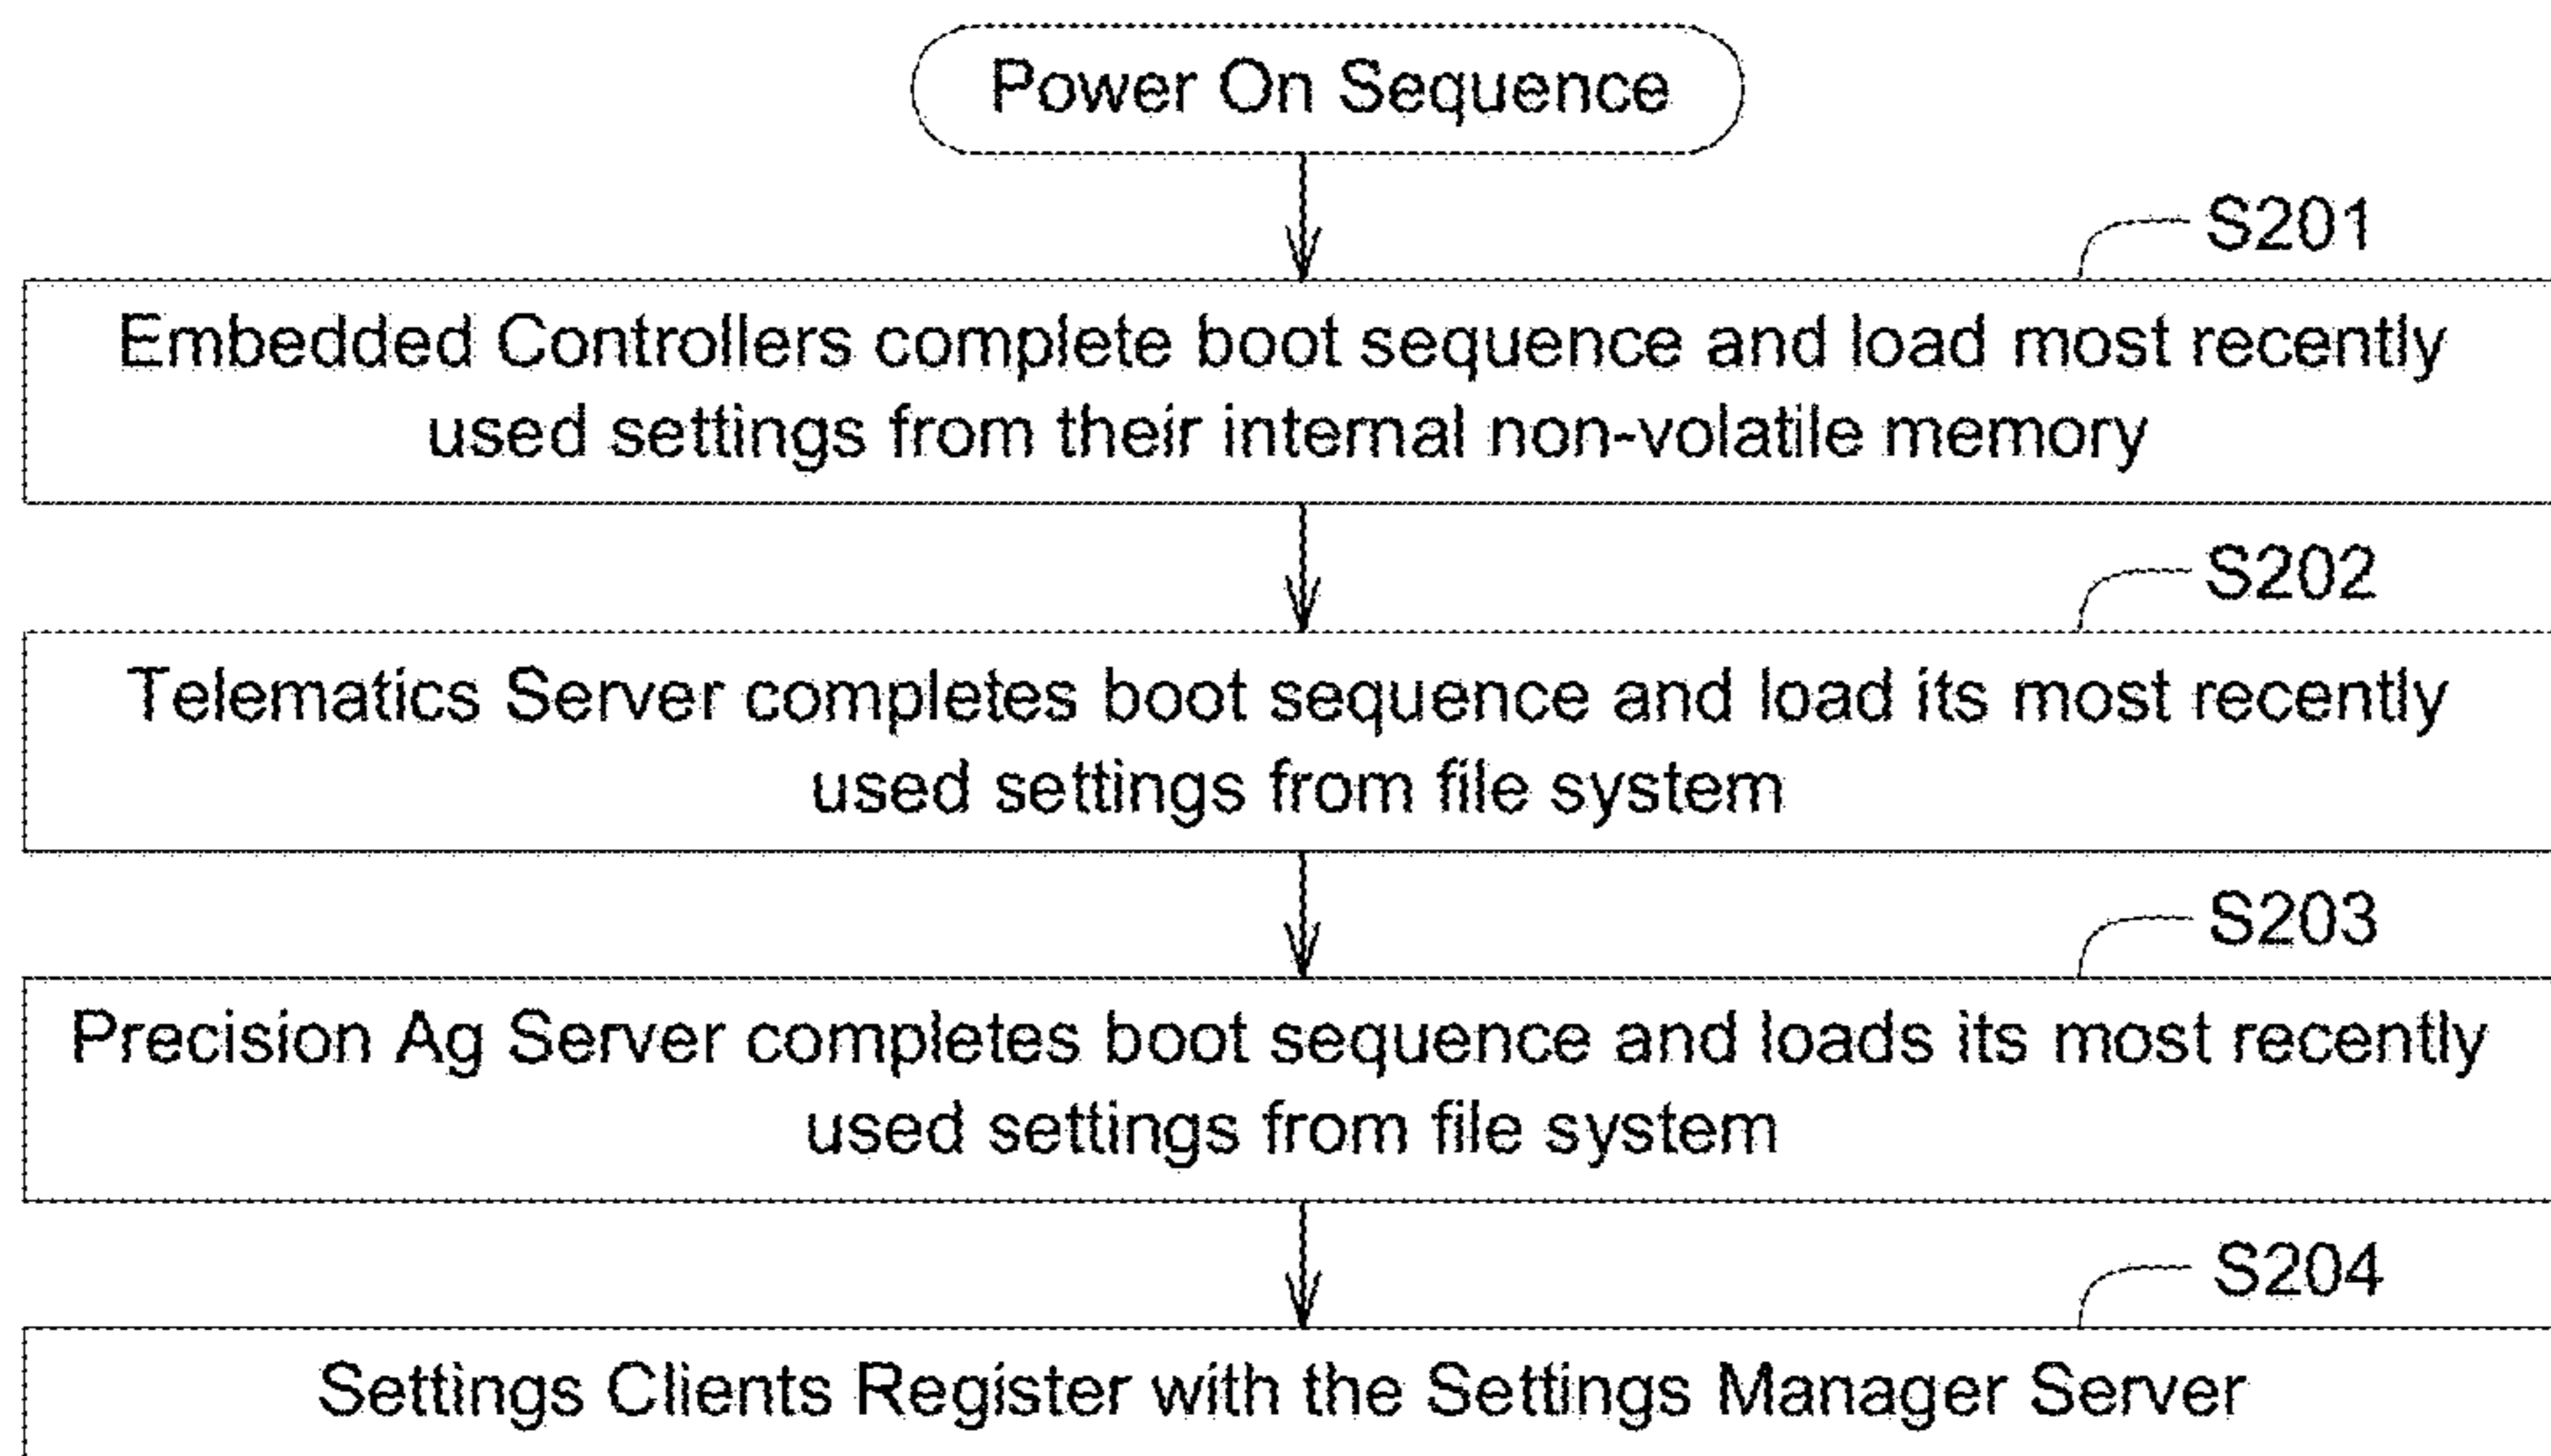 Power On Sequence
S201
Embedded Controllers complete boot sequence and load most recently
used settings from their internal non-volatile memory
S202
Telematics Server completes boot sequence and load its most recently
used settings from file system
S203
Precision Ag Server completes boot sequence and loads its most recently
used settings from file system
S204
Settings Clients Register with the Settings Manager Server